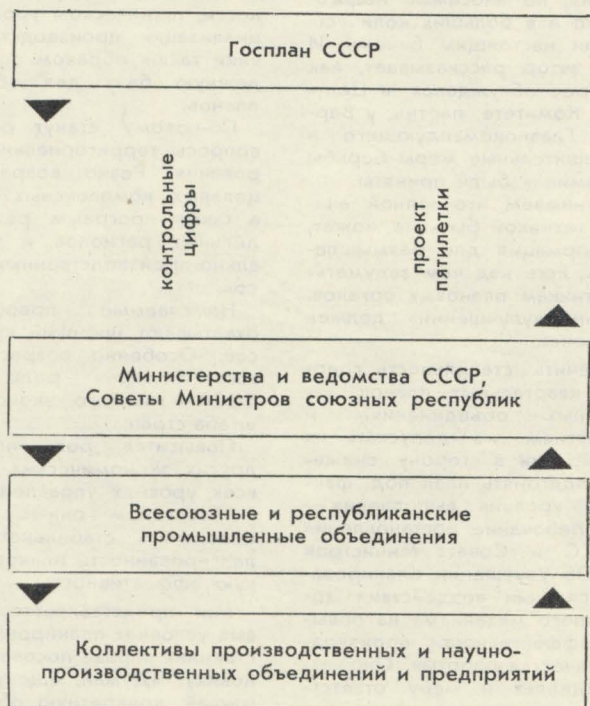 Госплан СССР
контрольные
цифры
проект
пятилетки
Министерства и ведомства СССР,
Советы Министров союзных республик
Всесоюзные и республиканские
промышленные объединения
Коллективы производственных и научно-
производственных объединений и предприятий